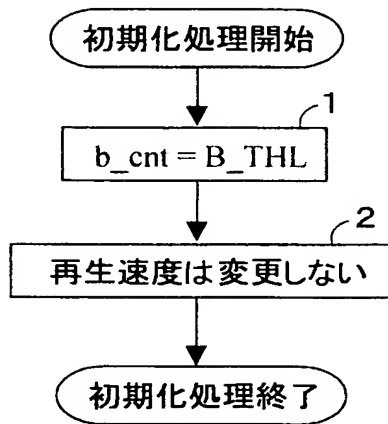 初期化処理開始
1
b_cnt = B_THL
2
再生速度は変更しない
初期化処理終了